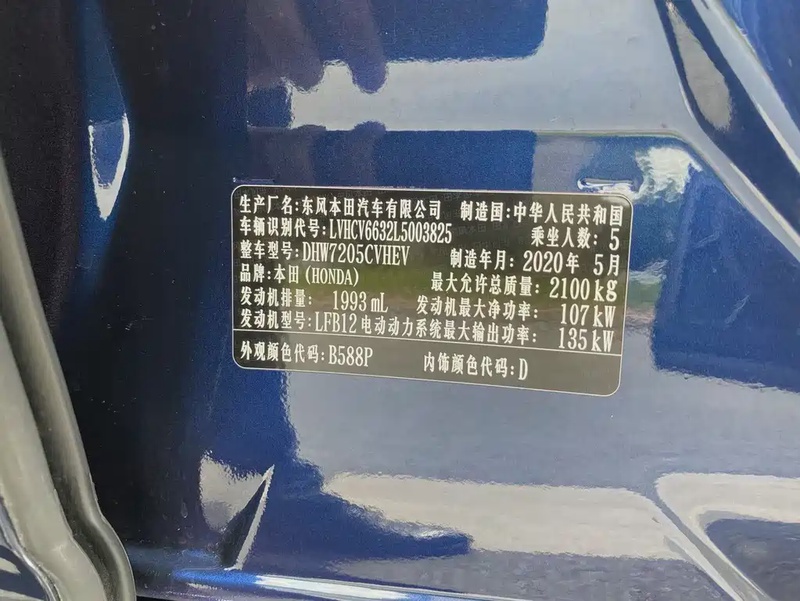 生产厂名:东风本田汽车有限公司 制造国:中华人民共和国
车辆识别代号:LVHCV6632L5003825 乘坐人数:5
整车型号:DHW7205CVHEV 制造年月:2020年 5月
品牌:本田(HONDA) 最大允许总质量:2100kg
发动机排量: 1993mL 发动机最大净功率: 107kW
发动机型号:LFB12 电动动力系统最大输出功率: 135kW
外观颜色代码:B588P 内饰颜色代码:D